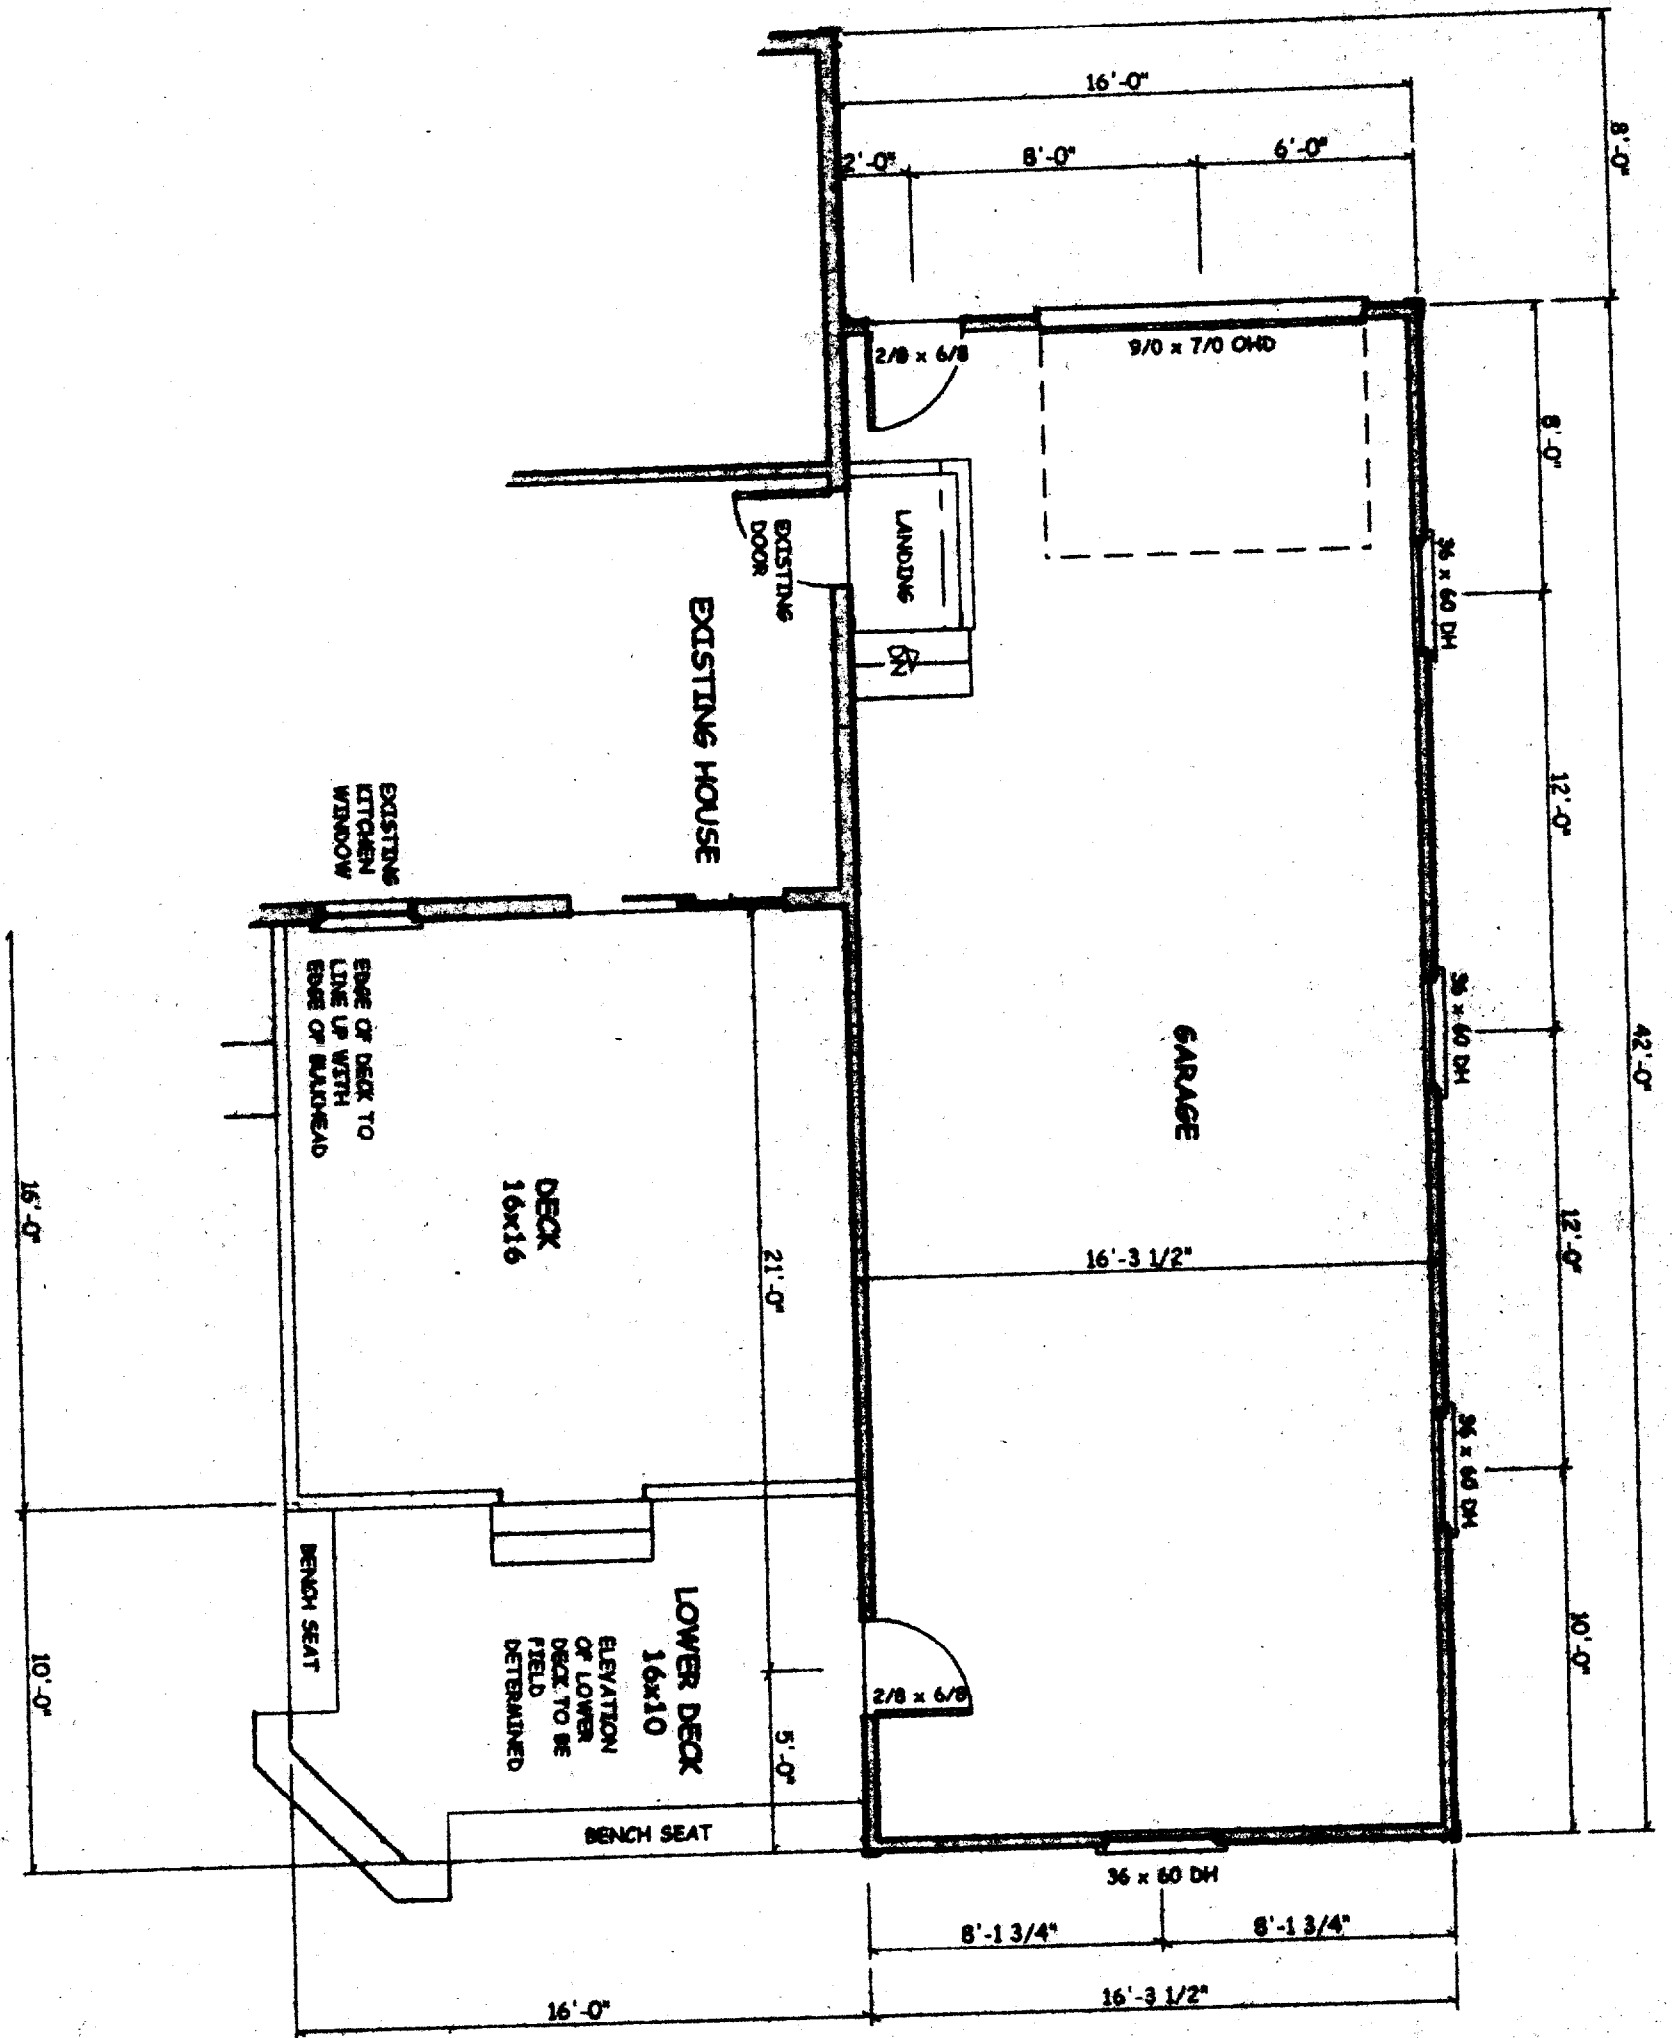 16'-0"
8'-0"
2'-0"
8'-0"
6'-0"
2/8 x 6/8
9/0 x 7/0 OHD
8'-0"
36 x 60 DH
LANDING
EXISTING
DOOR
DN
EXISTING HOUSE
12'-0"
EXISTING
KITCHEN
WINDOW
36 x 60 DH
42'-0"
GARAGE
EDGE OF DECK TO
LINE UP WITH
EDGE OF BULKHEAD
DECK
16x16
16'-0"
21'-0"
16'-3 1/2"
12'-0"
36 x 60 DH
BENCH SEAT
LOWER DECK
16x10
ELEVATION
OF LOWER
DECK TO BE
FIELD
DETERMINED
10'-0"
2/8 x 6/8
10'-0"
5'-0"
BENCH SEAT
36 x 60 DH
8'-1 3/4"
8'-1 3/4"
16'-0"
16'-3 1/2"